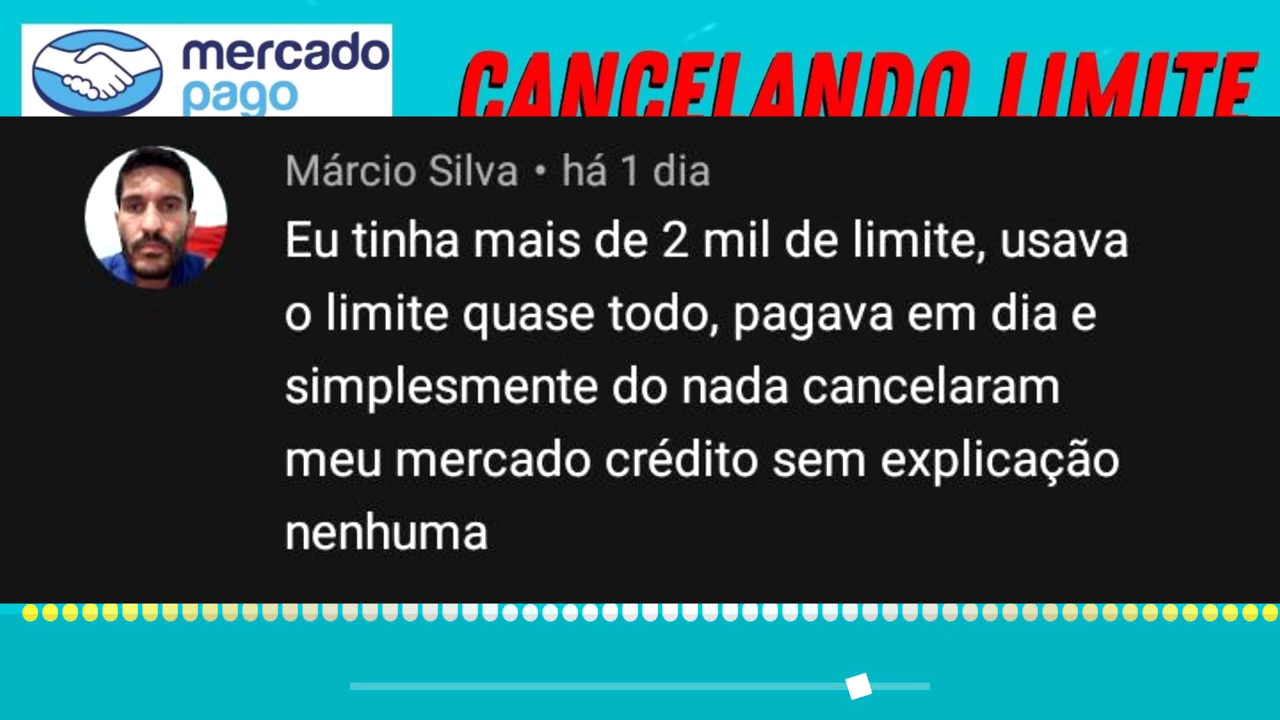 mercado
pago
CANCELANDO LIMITE
Márcio Silva • há 1 dia
Eu tinha mais de 2 mil de limite, usava
o limite quase todo, pagava em dia e
simplesmente do nada cancelaram
meu mercado crédito sem explicação
nenhuma